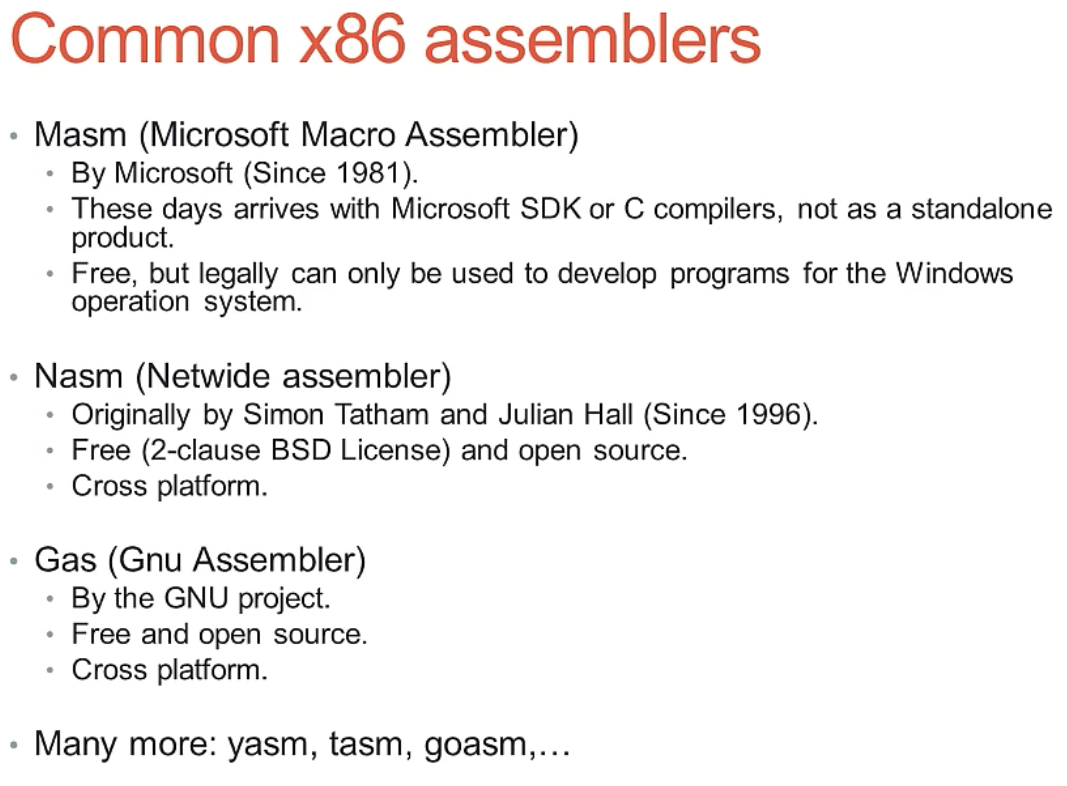 Common x86 assemblers
• Masm (Microsoft Macro Assembler)
• By Microsoft (Since 1981).
• These days arrives with Microsoft SDK or C compilers, not as a standalone
product.
• Free, but legally can only be used to develop programs for the Windows
operation system.
• Nasm (Netwide assembler)
• Originally by Simon Tatham and Julian Hall (Since 1996).
• Free (2-clause BSD License) and open source.
• Cross platform.
• Gas (Gnu Assembler)
• By the GNU project.
• Free and open source.
• Cross platform.
• Many more: yasm, tasm, goasm,…